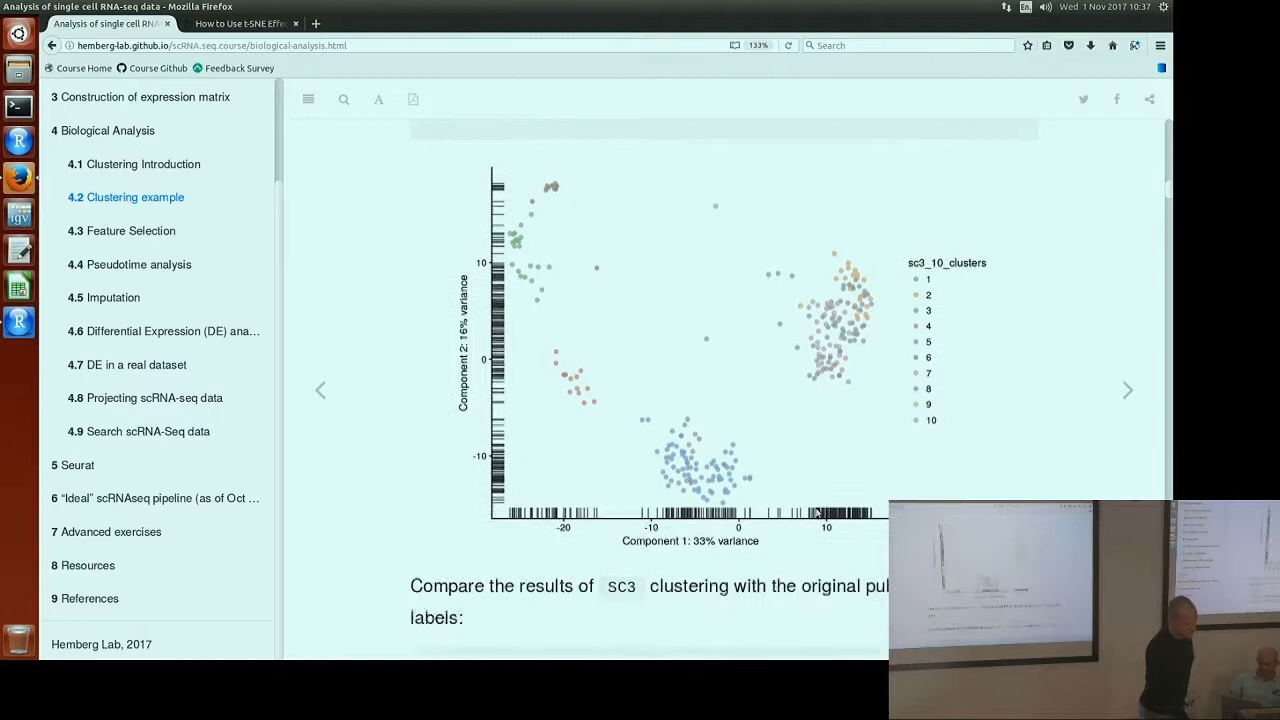 Analysis of single cell RNA-seq data - Mozilla Firefox
En
Wed 1 Nov 2017 10:37
Analysis of single cell RNA
How to Use t-SNE Effec
hemberg-lab.github.io/scRNA.seq.course/biological-analysis.html
133%
Search
Course Home
Course Github
Feedback Survey
3 Construction of expression matrix
4 Biological Analysis
4.1 Clustering Introduction
4.2 Clustering example
4.3 Feature Selection
4.4 Pseudotime analysis
4.5 Imputation
4.6 Differential Expression (DE) ana…
4.7 DE in a real dataset
4.8 Projecting scRNA-seq data
4.9 Search scRNA-Seq data
5 Seurat
6 “Ideal” scRNAseq pipeline (as of Oct …
7 Advanced exercises
8 Resources
9 References
Hemberg Lab, 2017
A
Component 2: 16% variance
10
0
-10
-20
-10
0
10
Component 1: 33% variance
sc3_10_clusters
1
2
3
4
5
6
7
8
9
10
Compare the results of SC3 clustering with the original pu
labels:
R
igv
R